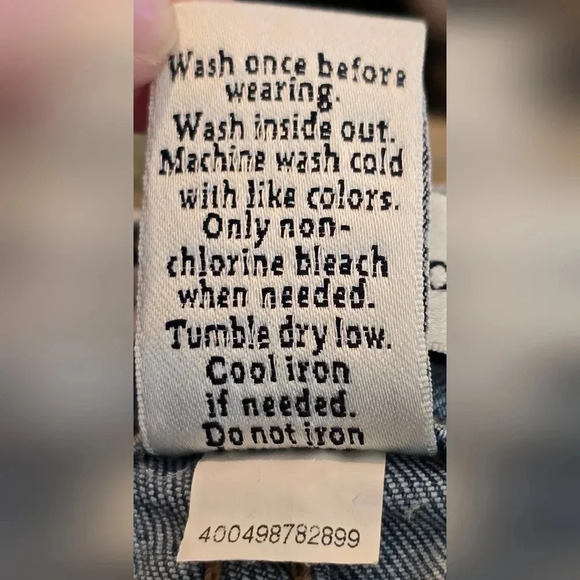 Wash once before
wearing.
Wash inside out.
Machine wash cold
with like colors.
Only non-
chlorine bleach
when needed.
Tumble dry low.
Cool iron
if needed.
Do not iron
400498782899